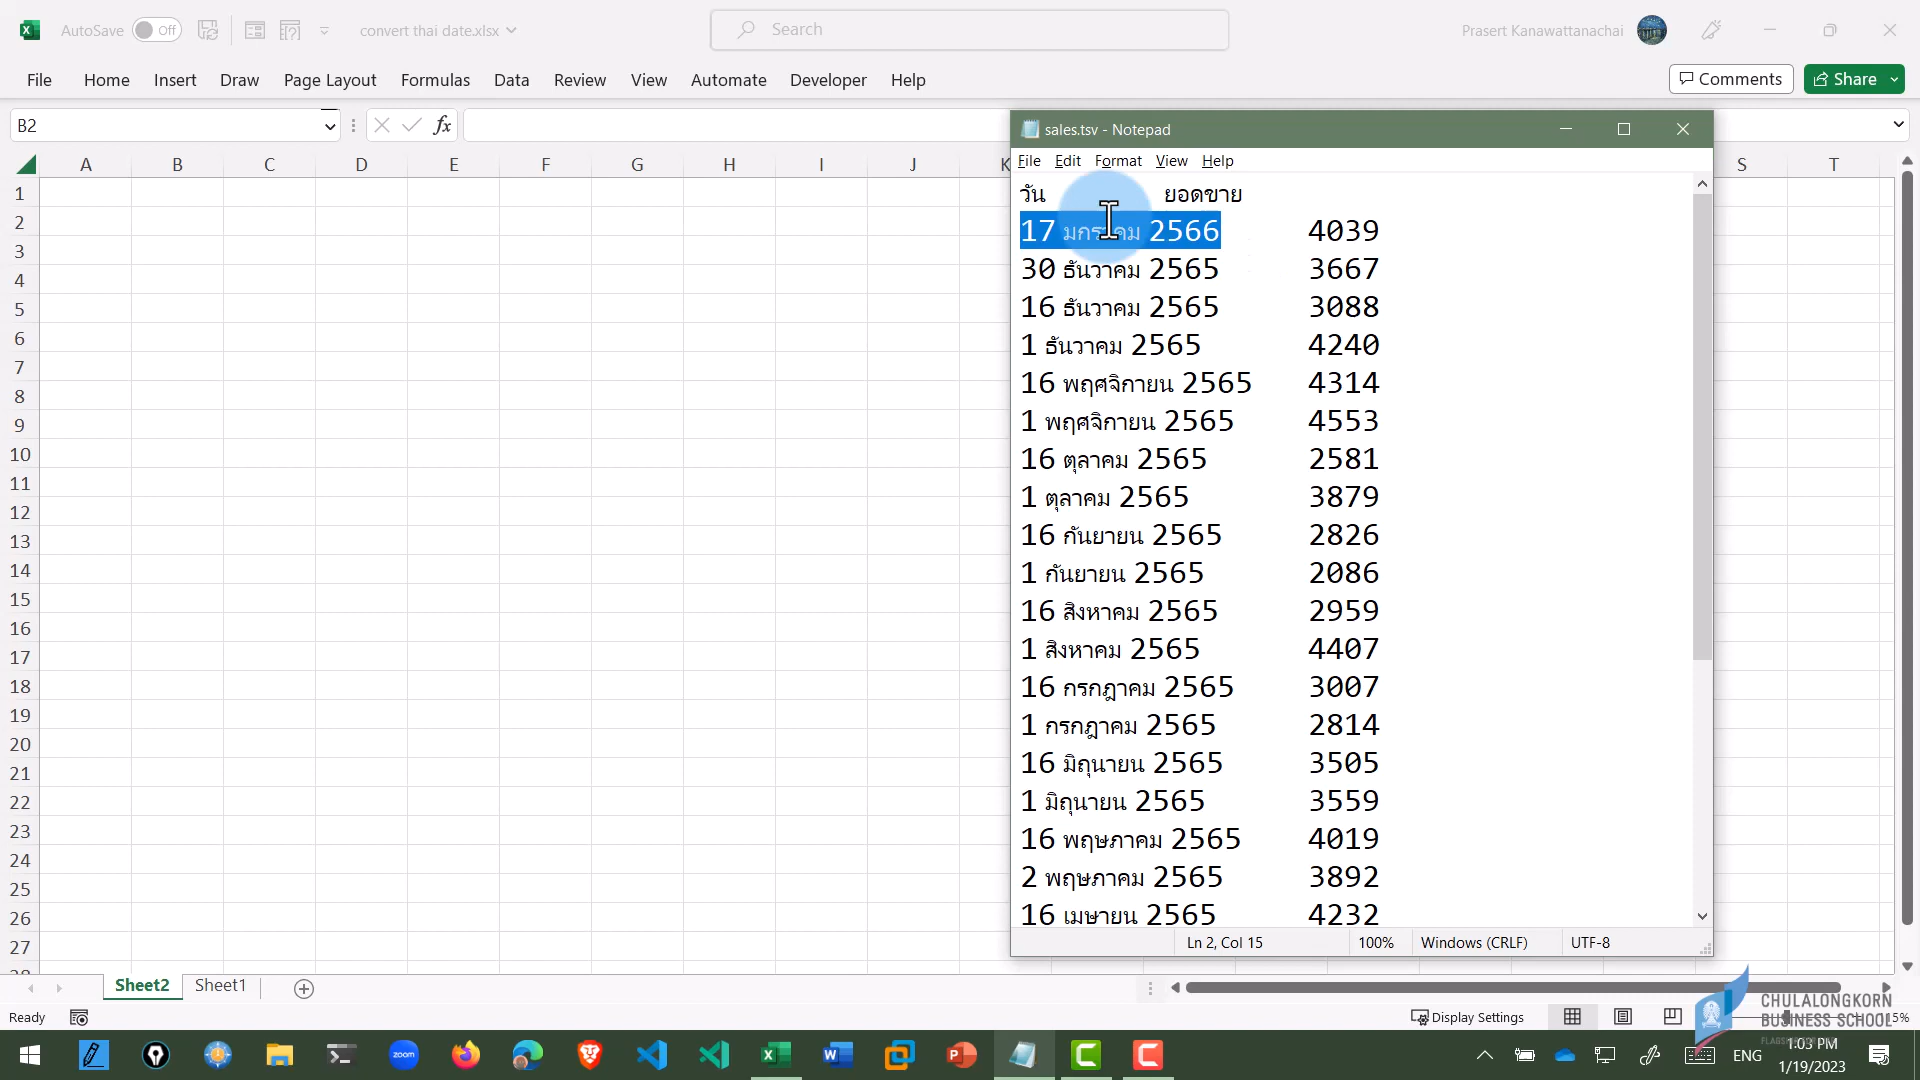 AutoSave Off convert thai date.xlsx Search Prasert Kanawattanachai
File Home Insert Draw Page Layout Formulas Data Review View Automate Developer Help Comments Share
B2 fx
A B C D E F G H I J K S T
1
2
3
4
5
6
7
8
9
10
11
12
13
14
15
16
17
18
19
20
21
22
23
24
25
26
27
sales.tsv - Notepad
File Edit Format View Help
วัน ยอดขาย
17 มกราคม 2566 4039
30 ธันวาคม 2565 3667
16 ธันวาคม 2565 3088
1 ธันวาคม 2565 4240
16 พฤศจิกายน 2565 4314
1 พฤศจิกายน 2565 4553
16 ตุลาคม 2565 2581
1 ตุลาคม 2565 3879
16 กันยายน 2565 2826
1 กันยายน 2565 2086
16 สิงหาคม 2565 2959
1 สิงหาคม 2565 4407
16 กรกฎาคม 2565 3007
1 กรกฎาคม 2565 2814
16 มิถุนายน 2565 3505
1 มิถุนายน 2565 3559
16 พฤษภาคม 2565 4019
2 พฤษภาคม 2565 3892
16 เมษายน 2565 4232
Ln 2, Col 15 100% Windows (CRLF) UTF-8
Sheet2 Sheet1
Ready Display Settings
CHULALONGKORN
BUSINESS SCHOOL
zoom ENG 1:03 PM
1/19/2023